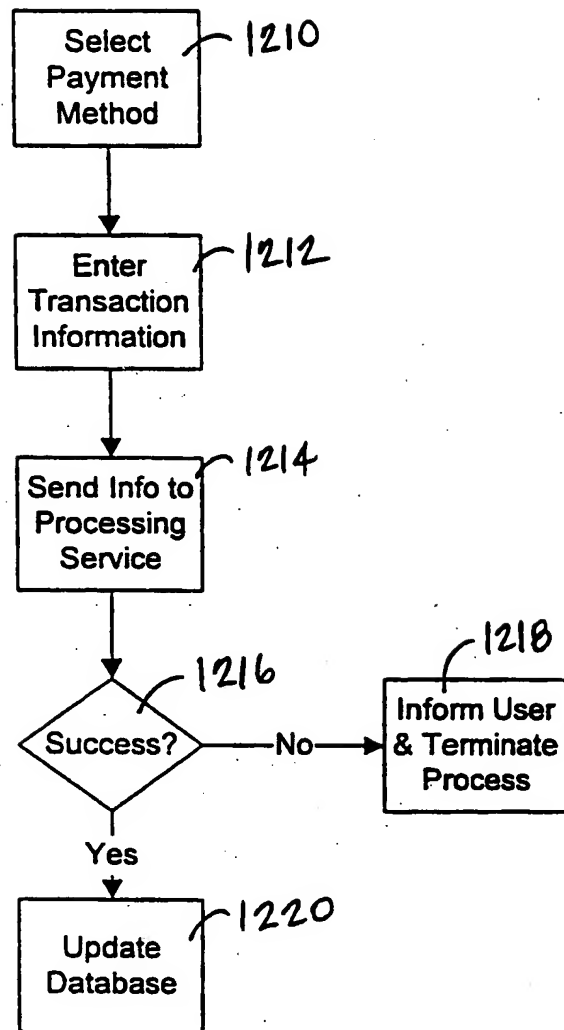 Select
Payment
Method
1210
Enter
Transaction
Information
1212
Send Info to
Processing
Service
1214
Success?
1216
No
Inform User
& Terminate
Process
1218
Yes
Update
Database
1220